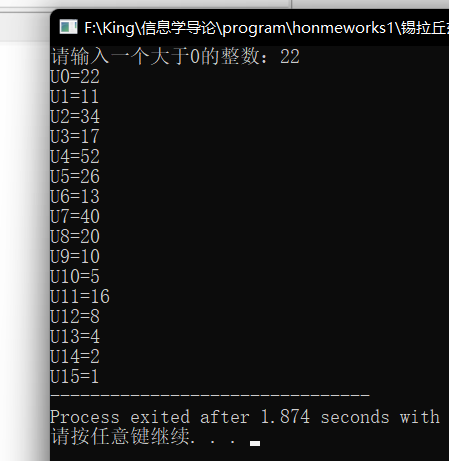 F:\King\信息学导论\program\honmeworks1\锡拉丘
请输入一个大于0的整数：22
U0=22
U1=11
U2=34
U3=17
U4=52
U5=26
U6=13
U7=40
U8=20
U9=10
U10=5
U11=16
U12=8
U13=4
U14=2
U15=1
--------------------------------
Process exited after 1.874 seconds with
请按任意键继续. . .